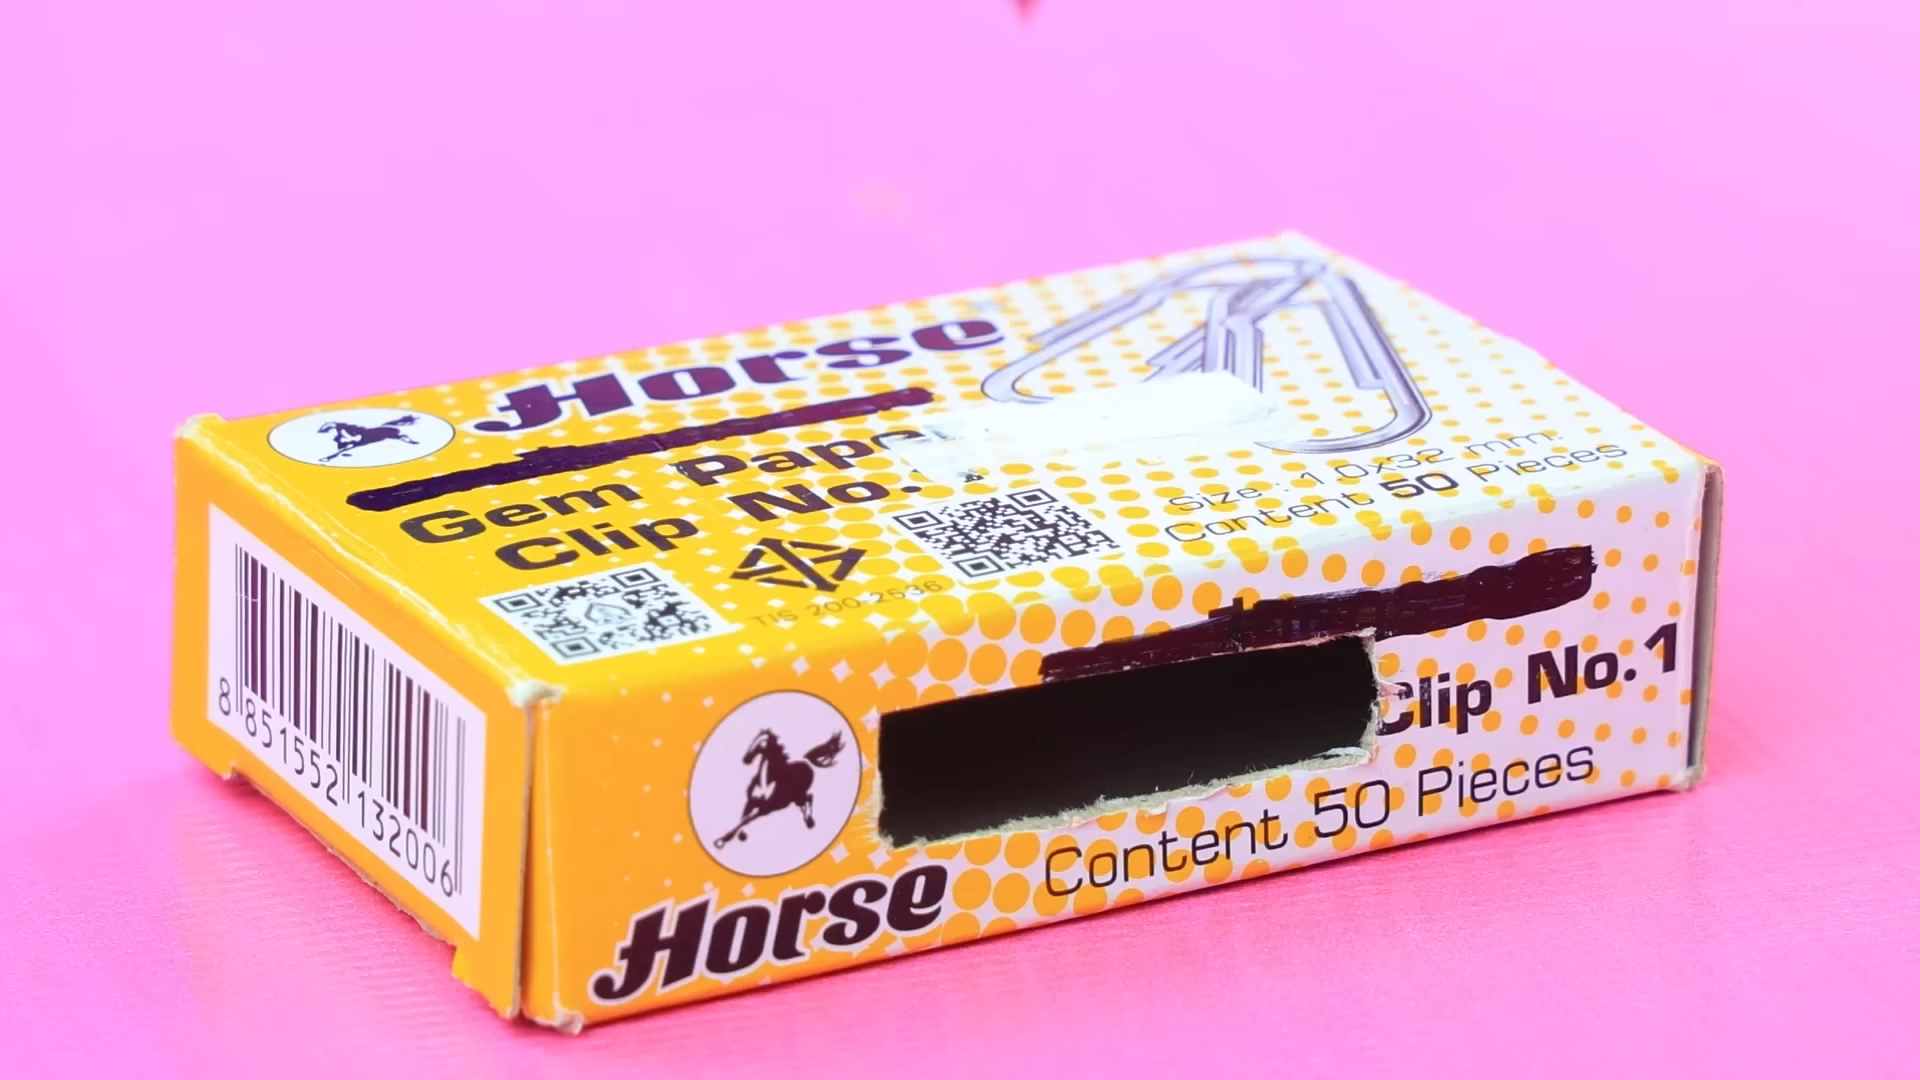 Horse
Gem Paper
Clip No.
TIS 200-2536
Size : 1.0x32 mm.
Content 50 Pieces
8 851552 132006
Clip No.1
Content 50 Pieces
Horse